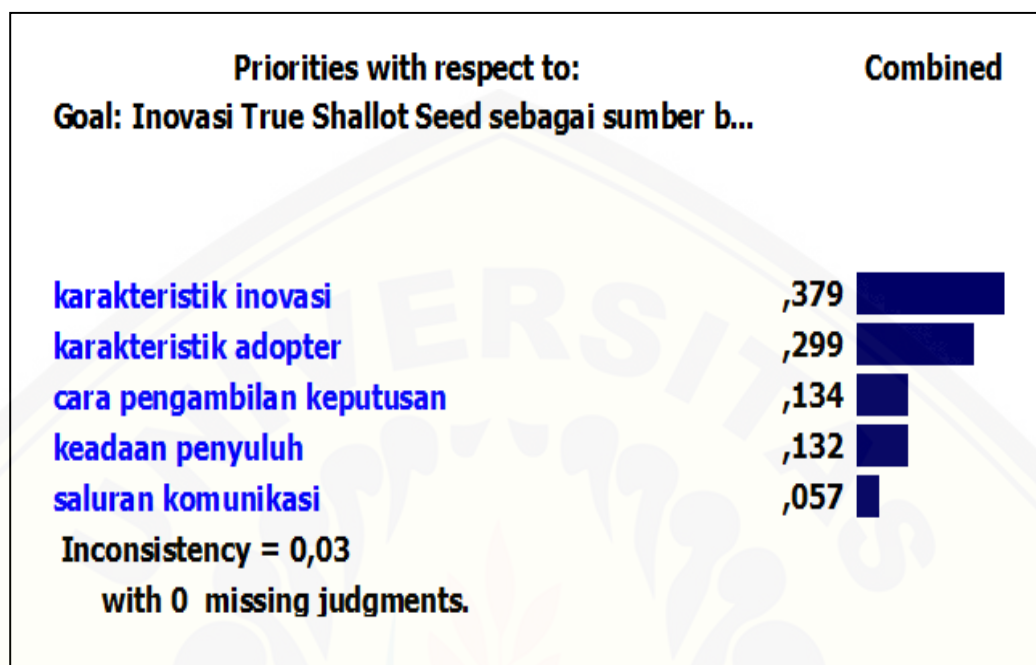 Priorities with respect to: Combined
Goal: Inovasi True Shallot Seed sebagai sumber b...
karakteristik inovasi ,379
karakteristik adopter ,299
cara pengambilan keputusan ,134
keadaan penyuluh ,132
saluran komunikasi ,057
Inconsistency = 0,03
with 0 missing judgments.
UNIVERSITAS